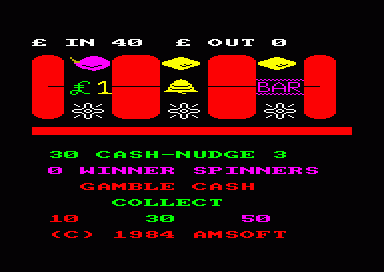 £ IN 40 £ OUT 0
£ 1 BAR
30 CASH-NUDGE 3
0 WINNER SPINNERS
GAMBLE CASH
COLLECT
10 30 50
(C) 1984 AMSOFT